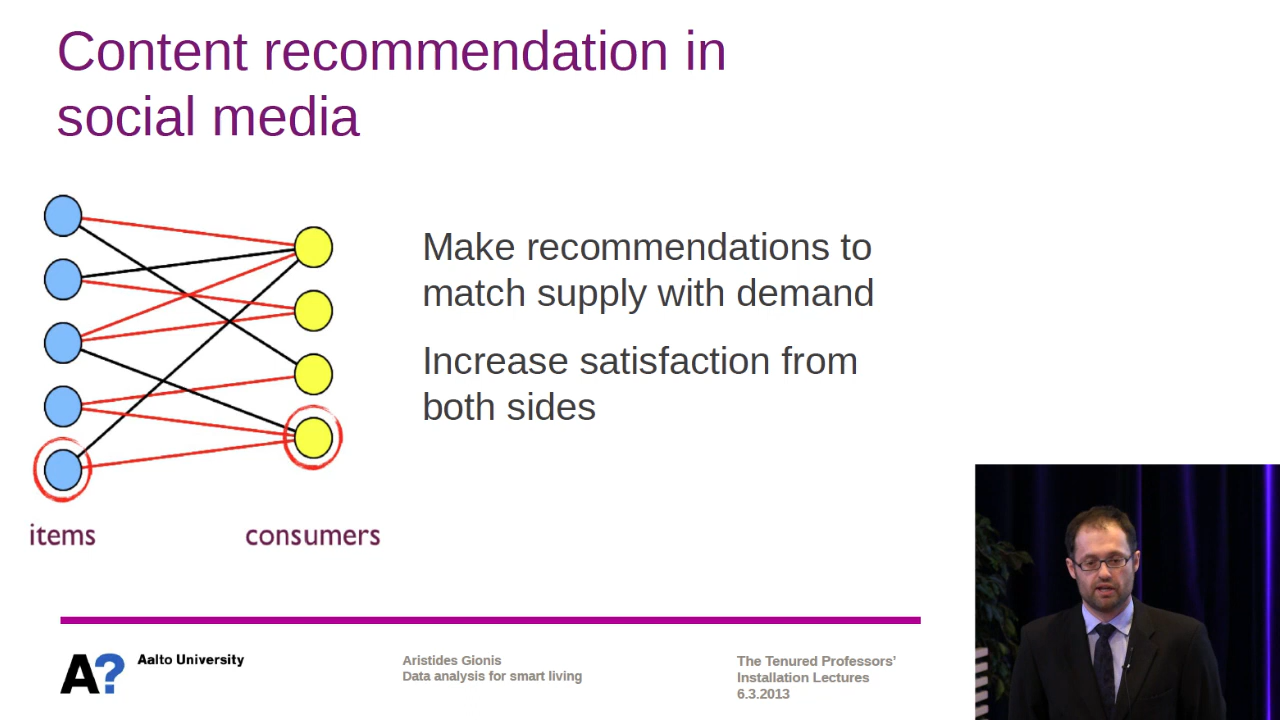 Content recommendation in
social media
Make recommendations to
match supply with demand
Increase satisfaction from
both sides
items
consumers
A?
Aalto University
Aristides Gionis
Data analysis for smart living
The Tenured Professors’
Installation Lectures
6.3.2013